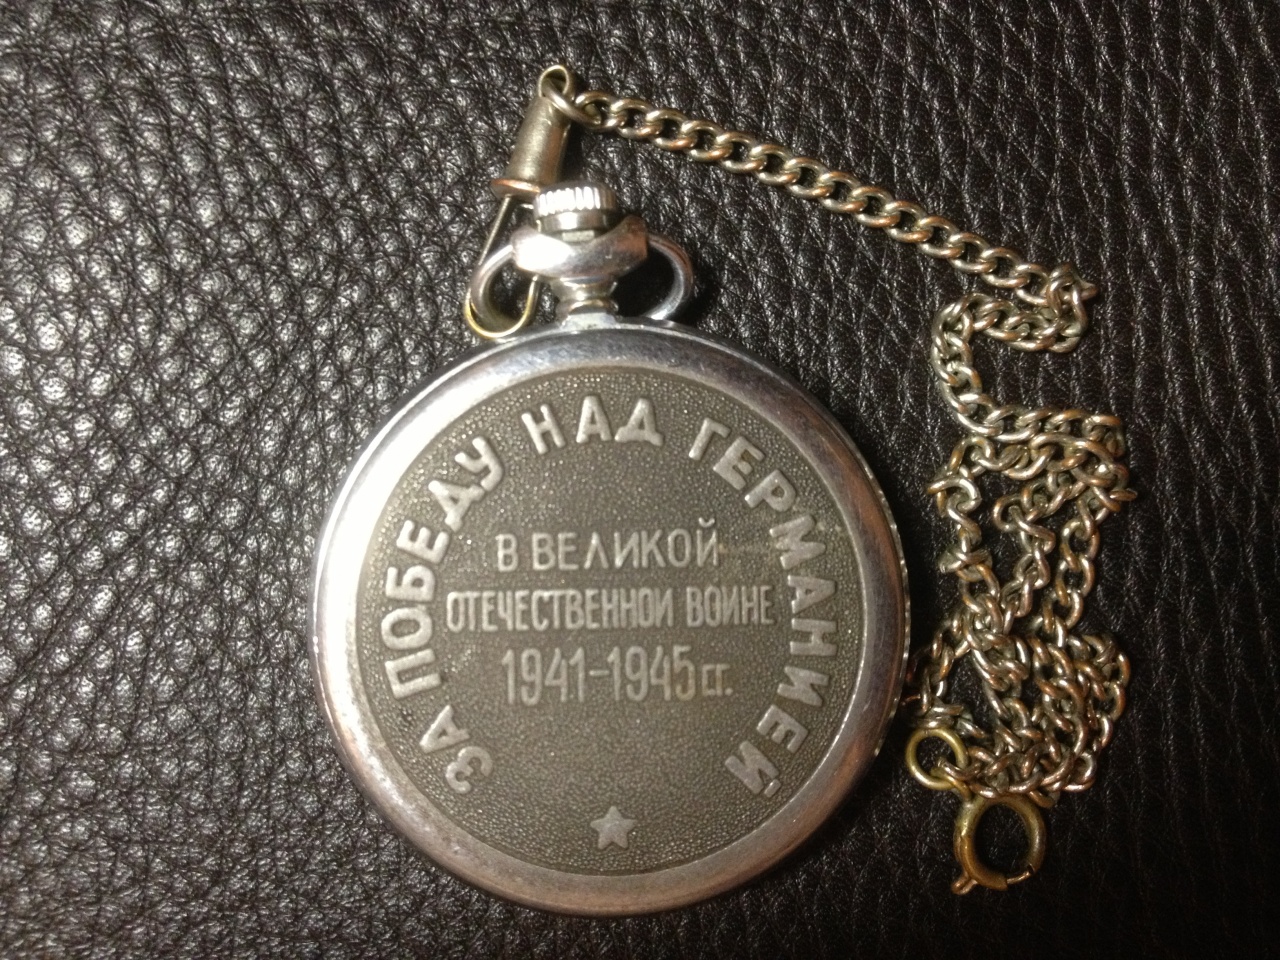 ЗА ПОБЕДУ НАД ГЕРМАНИЕЙ
В ВЕЛИКОЙ
ОТЕЧЕСТВЕННОЙ ВОЙНЕ
1941-1945 гг.